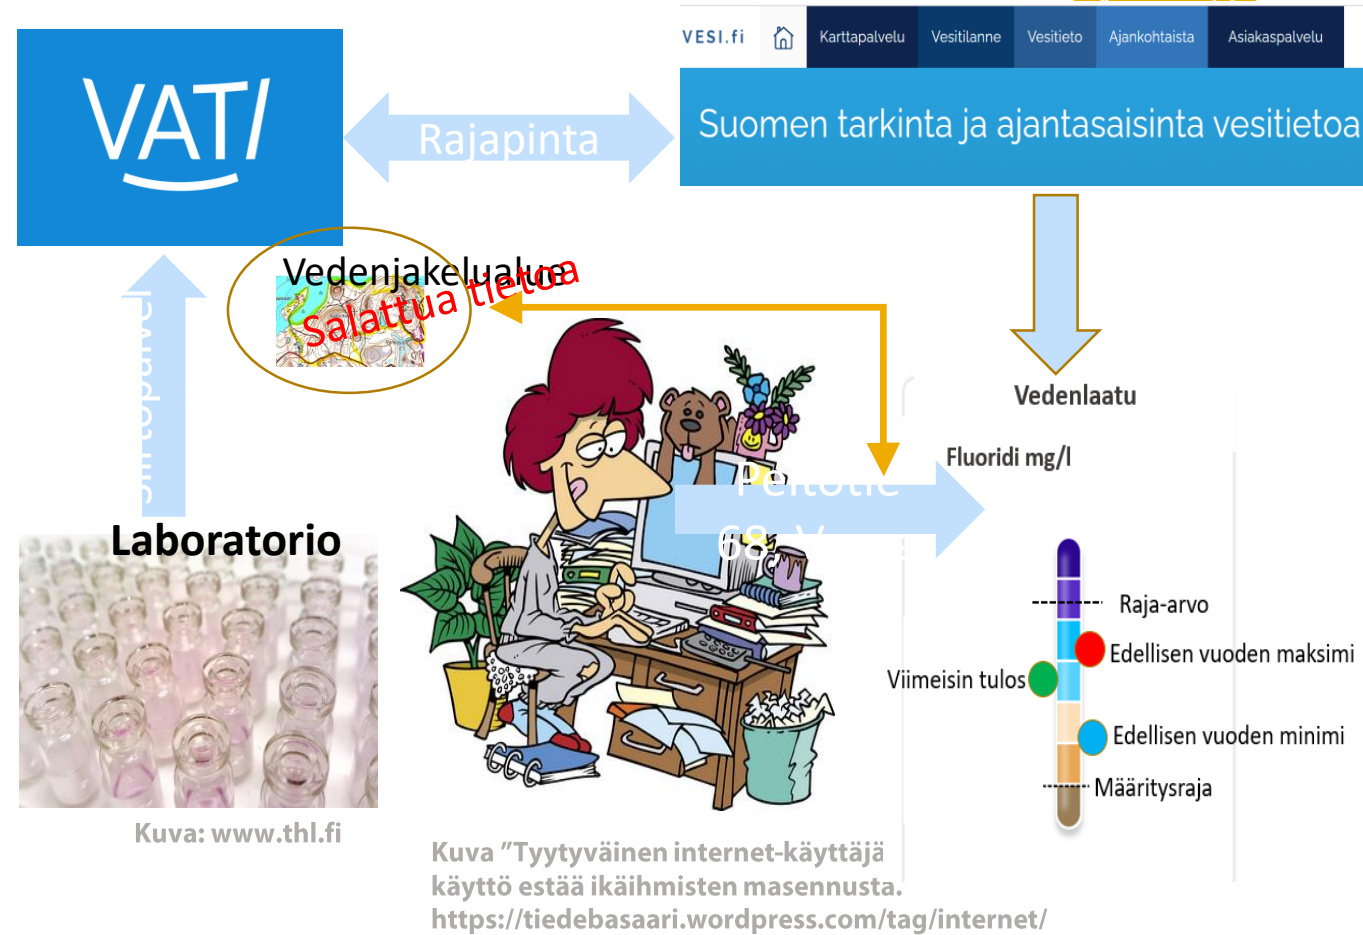 VESI.fi
Karttapalvelu
Vesitilanne
Vesitieto
Ajankohtaista
Asiakaspalvelu
VATI
Rajapinta
Suomen tarkinta ja ajantasaisinta vesitietoa
Vedenjakelualue
Salattua tietoa
Vedenlaatu
Fluoridi mg/l
Peltotie
68,
Laboratorio
Raja-arvo
Edellisen vuoden maksimi
Viimeisin tulos
Edellisen vuoden minimi
Määritysraja
Kuva: www.thl.fi
Kuva ”Tyytyväinen internet-käyttäjä
käyttö estää ikäihmisten masennusta.
https://tiedebasaari.wordpress.com/tag/internet/